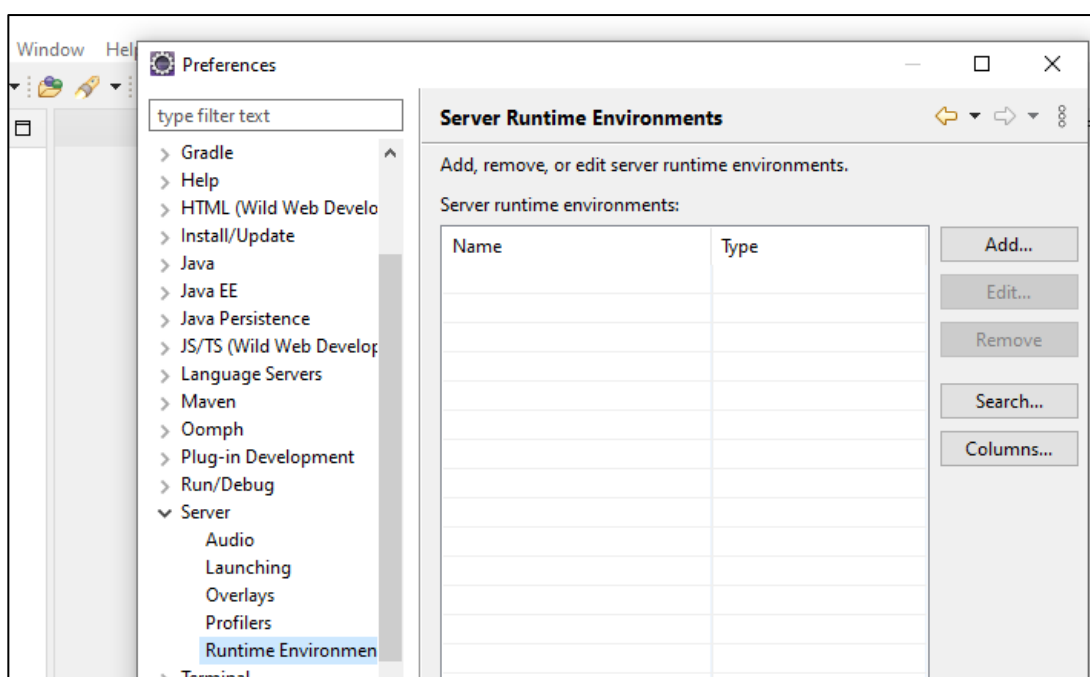 Window Hel
Preferences
type filter text
Gradle
Help
HTML (Wild Web Develo
Install/Update
Java
Java EE
Java Persistence
JS/TS (Wild Web Develop
Language Servers
Maven
Oomph
Plug-in Development
Run/Debug
Server
Audio
Launching
Overlays
Profilers
Runtime Environmen
Terminal
Server Runtime Environments
Add, remove, or edit server runtime environments.
Server runtime environments:
Name Type
Add...
Edit...
Remove
Search...
Columns...